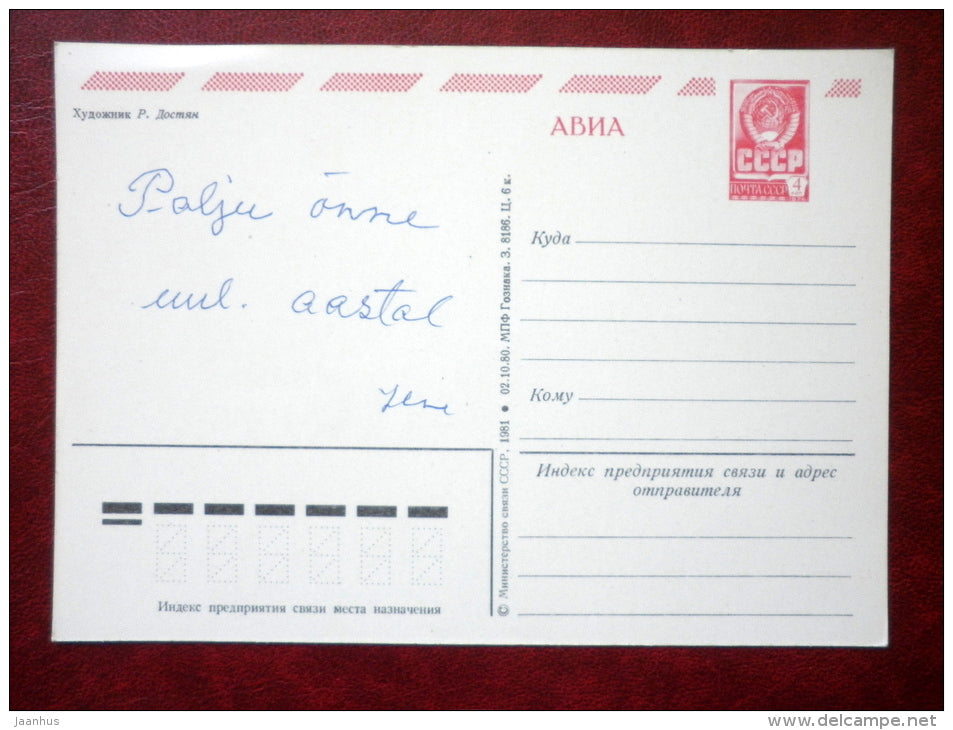 Художник Р. Достян
АВИА
СССР
ПОЧТА СССР 4
Palju õnne
uul. aastal
Куда
Кому
Индекс предприятия связи и адрес
отправителя
Индекс предприятия связи места назначения
© Министерство связи СССР, 1981 • 02.10.80. МПФ Гознака. З. 8186. Ц. 6 к.
Jaanhus
www.delcampe.net